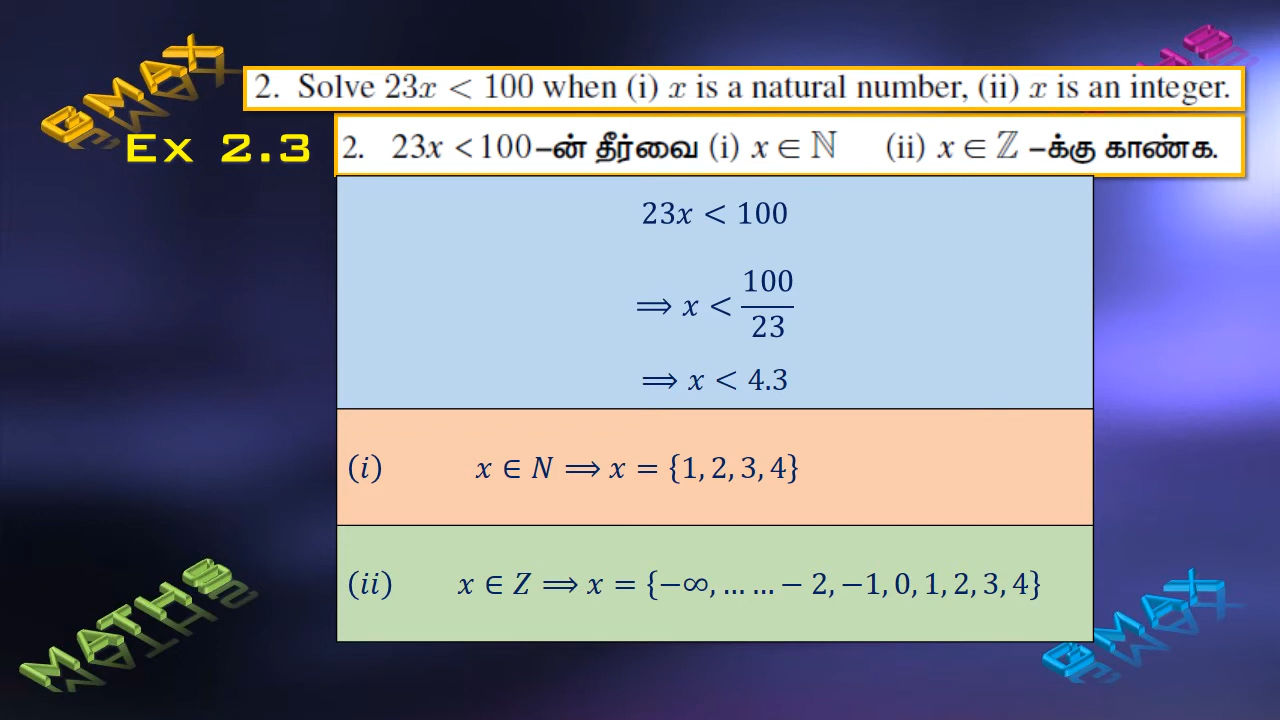 BMAX
2. Solve 23x < 100 when (i) x is a natural number, (ii) x is an integer.
Ex 2.3
2. 23x < 100–ன் தீர்வை (i) x ∈ ℕ (ii) x ∈ ℤ –க்கு காண்க.
23x < 100
⟹ x < 100/23
⟹ x < 4.3
(i) x ∈ N ⟹ x = {1, 2, 3, 4}
(ii) x ∈ Z ⟹ x = {−∞, … … − 2, −1, 0, 1, 2, 3, 4}
MATHS
BMAX